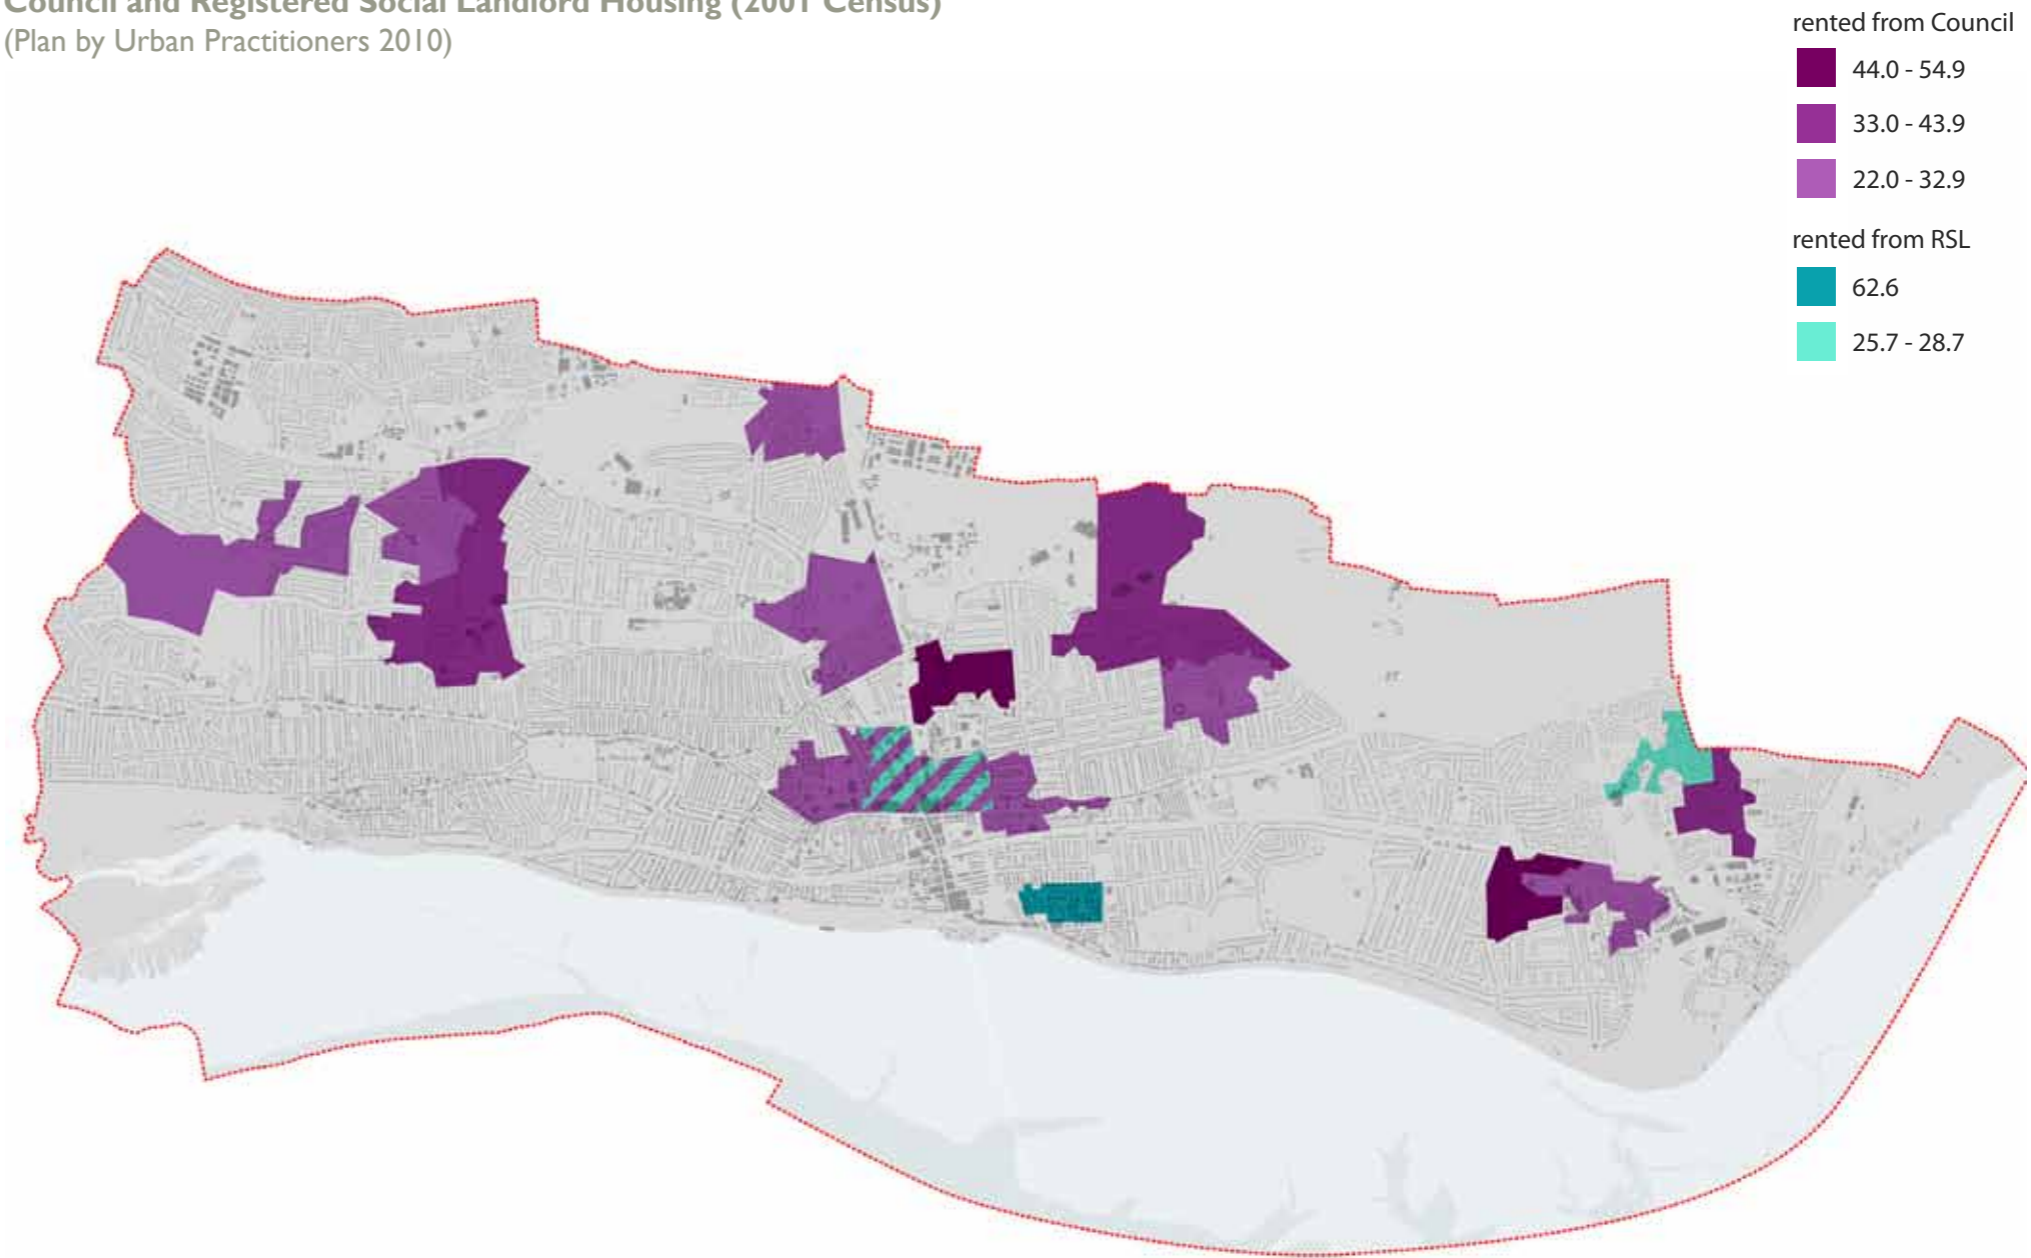 Council and Registered Social Landlord Housing (2001 Census)
(Plan by Urban Practitioners 2010)
rented from Council
44.0 - 54.9
33.0 - 43.9
22.0 - 32.9
rented from RSL
62.6
25.7 - 28.7